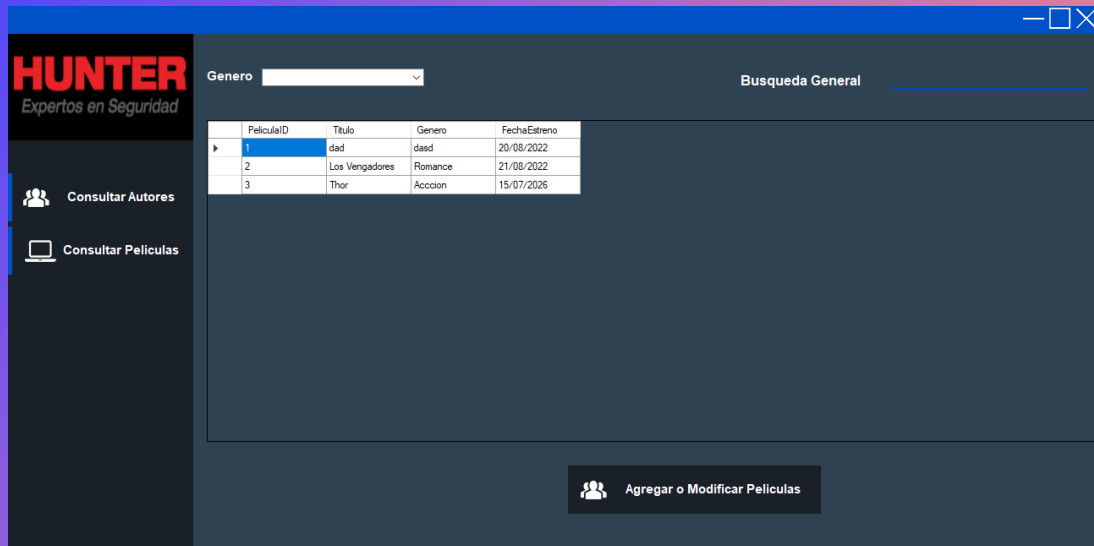 HUNTER
Expertos en Seguridad
Consultar Autores
Consultar Peliculas
Genero
Busqueda General
PeliculaID Titulo Genero FechaEstreno
1 dad dasd 20/08/2022
2 Los Vengadores Romance 21/08/2022
3 Thor Acccion 15/07/2026
Agregar o Modificar Peliculas